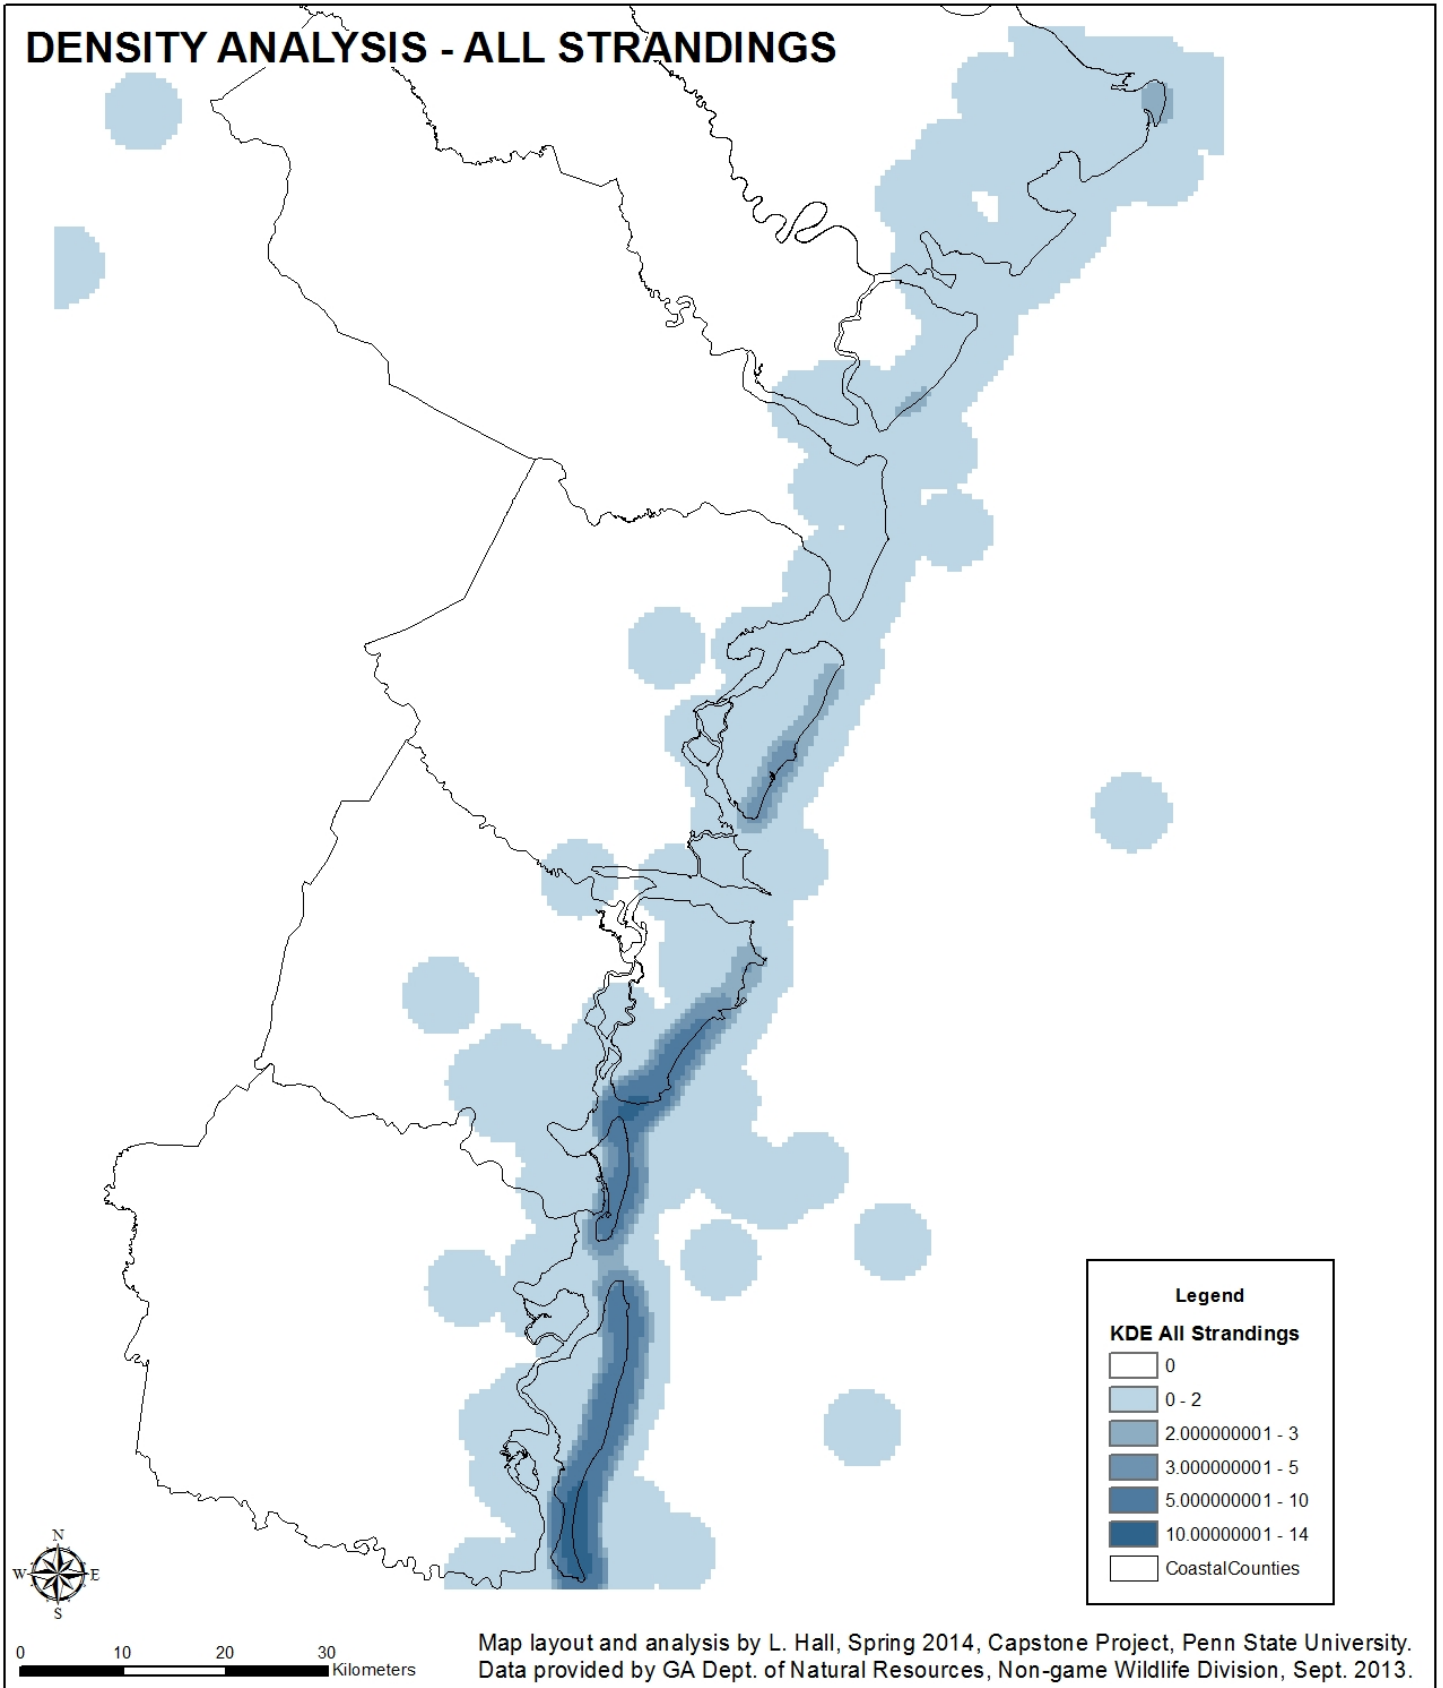 DENSITY ANALYSIS - ALL STRANDINGS
Legend
KDE All Strandings
0
0 - 2
2.000000001 - 3
3.000000001 - 5
5.000000001 - 10
10.00000001 - 14
CoastalCounties
N
W E
S
0 10 20 30
Kilometers
Map layout and analysis by L. Hall, Spring 2014, Capstone Project, Penn State University.
Data provided by GA Dept. of Natural Resources, Non-game Wildlife Division, Sept. 2013.